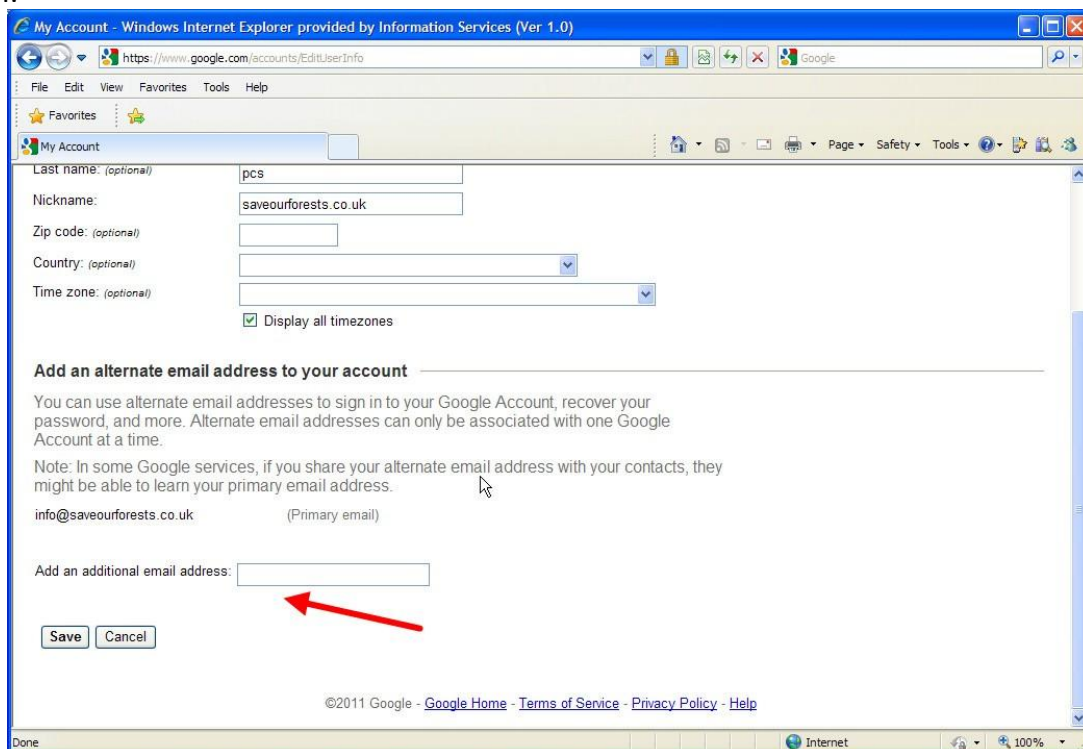 My Account - Windows Internet Explorer provided by Information Services (Ver 1.0)
https://www.google.com/accounts/EditUserInfo
Google
File Edit View Favorites Tools Help
Favorites
My Account
Page Safety Tools
Last name: (optional) pcs
Nickname: saveourforests.co.uk
Zip code: (optional)
Country: (optional)
Time zone: (optional)
Display all timezones
Add an alternate email address to your account
You can use alternate email addresses to sign in to your Google Account, recover your
password, and more. Alternate email addresses can only be associated with one Google
Account at a time.
Note: In some Google services, if you share your alternate email address with your contacts, they
might be able to learn your primary email address.
info@saveourforests.co.uk (Primary email)
Add an additional email address:
Save Cancel
©2011 Google - Google Home - Terms of Service - Privacy Policy - Help
Done Internet 100%